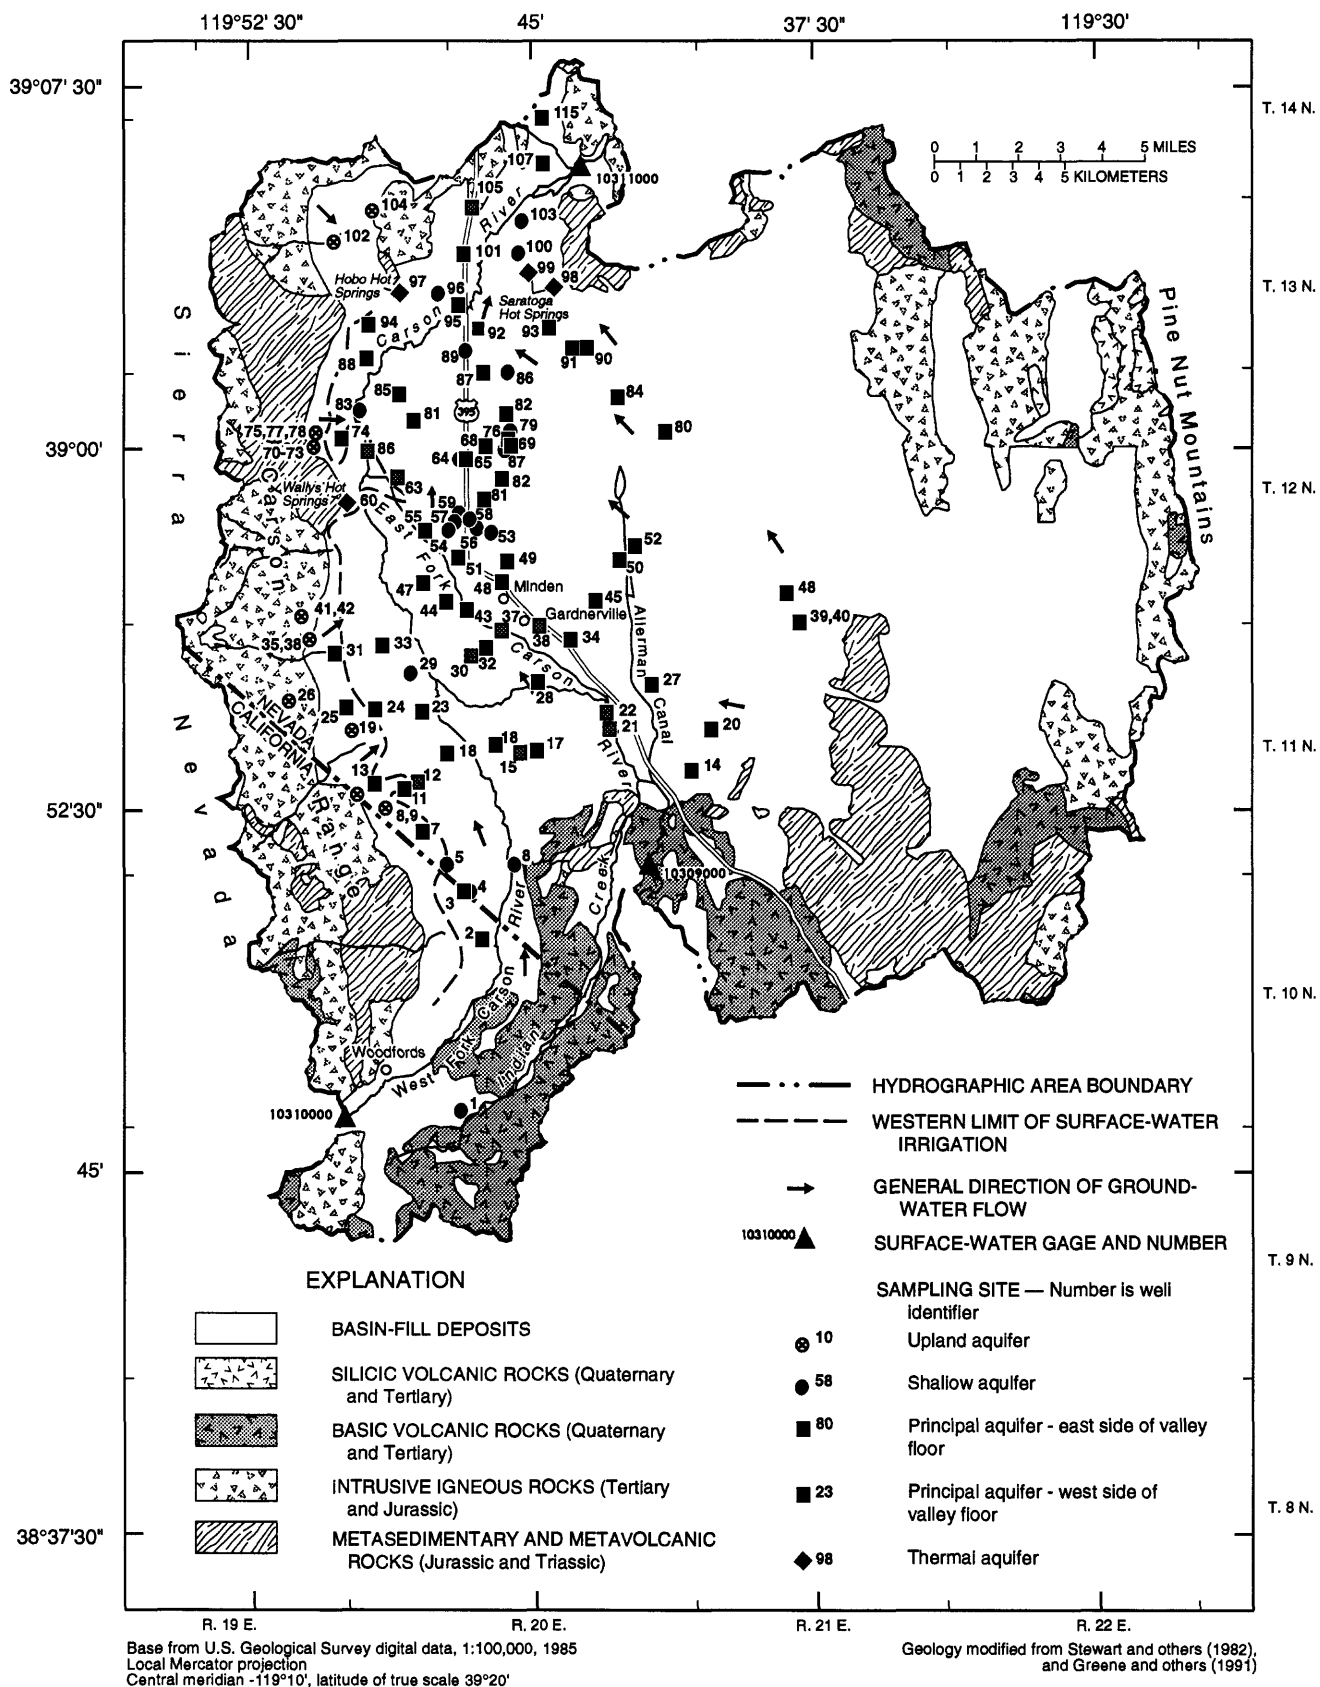 119°52' 30"
45'
37' 30"
119°30'
39°07' 30"
T. 14 N.
115
0 1 2 3 4 5 MILES
0 1 2 3 4 5 KILOMETERS
107
10311000
105
River
104
103
102
101
100
99
98
Hobo Hot
Springs
97
96
Saratoga
Hot Springs
T. 13 N.
95
94
Carson
92
93
88
89
91
90
87
86
85
84
395
83
82
81
80
79
76
75,77,78
74
68
69
39°00'
70-73
86
64
65
87
63
82
T. 12 N.
Wallys Hot
Springs
60
81
59
58
57
East Fork
55
54
56
53
52
51
50
49
48
Minden
47
48
39,40
45
44
43
37
Gardnerville
41,42
35,38
38
34
33
32
31
30
Carson
Allerman
Canal
29
28
27
26
25
24
23
22
21
20
River
19
18
18
17
15
14
T. 11 N.
NEVADA
CALIFORNIA
13
12
11
52'30"
8,9
7
5
8
4
3
2
10309000
Creek
River
Carson
T. 10 N.
Fork
West
Indian
Woodfords
10310000
1
Sierra
Nevada
Carson
Range
Pine Nut Mountains
45'
HYDROGRAPHIC AREA BOUNDARY
WESTERN LIMIT OF SURFACE-WATER
IRRIGATION
GENERAL DIRECTION OF GROUND-
WATER FLOW
10310000 SURFACE-WATER GAGE AND NUMBER
T. 9 N.
EXPLANATION
BASIN-FILL DEPOSITS
SILICIC VOLCANIC ROCKS (Quaternary
and Tertiary)
BASIC VOLCANIC ROCKS (Quaternary
and Tertiary)
INTRUSIVE IGNEOUS ROCKS (Tertiary
and Jurassic)
METASEDIMENTARY AND METAVOLCANIC
ROCKS (Jurassic and Triassic)
SAMPLING SITE — Number is well
identifier
10 Upland aquifer
58 Shallow aquifer
80 Principal aquifer - east side of valley
floor
23 Principal aquifer - west side of
valley floor
98 Thermal aquifer
T. 8 N.
38°37'30"
R. 19 E.
R. 20 E.
R. 21 E.
R. 22 E.
Base from U.S. Geological Survey digital data, 1:100,000, 1985
Local Mercator projection
Central meridian -119°10', latitude of true scale 39°20'
Geology modified from Stewart and others (1982),
and Greene and others (1991)